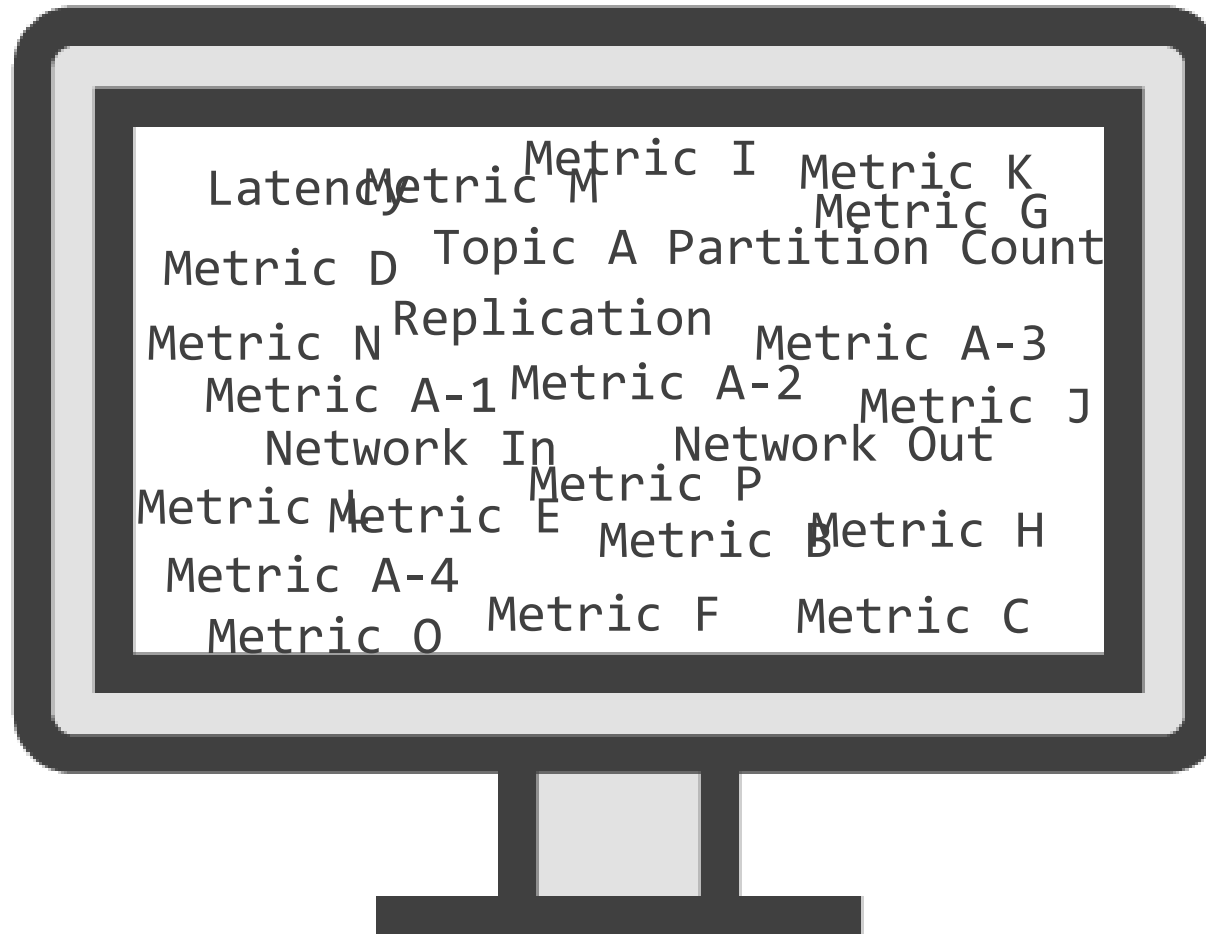 Metric I
Metric K
Latency
Metric M
Metric G
Topic A Partition Count
Metric D
Replication
Metric N
Metric A-3
Metric A-2
Metric A-1
Metric J
Network In
Network Out
Metric P
Metric L
Metric E
Metric H
Metric B
Metric A-4
Metric F
Metric C
Metric O